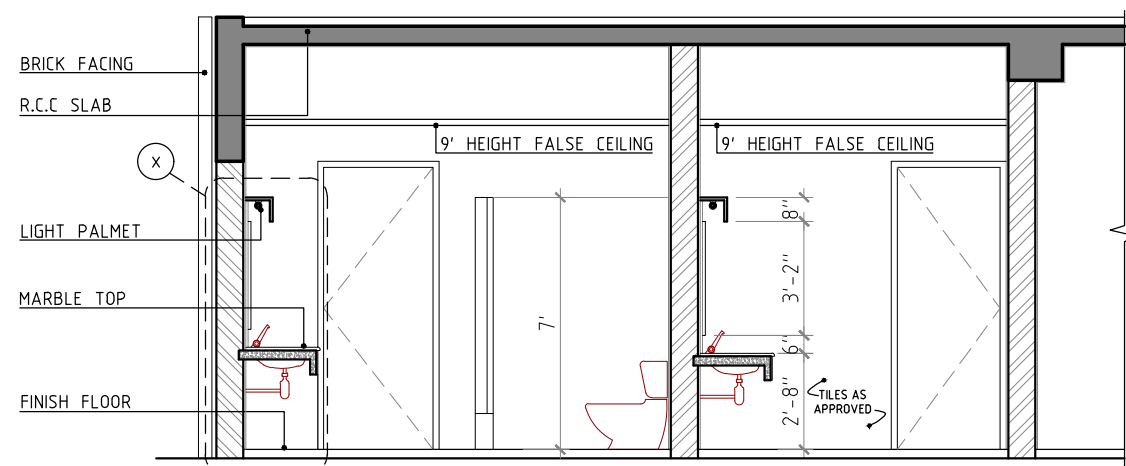 BRICK FACING
R.C.C SLAB
9' HEIGHT FALSE CEILING
9' HEIGHT FALSE CEILING
X
LIGHT PALMET
MARBLE TOP
FINISH FLOOR
7'
8"
3'-2"
6"
2'-8"
TILES AS
APPROVED